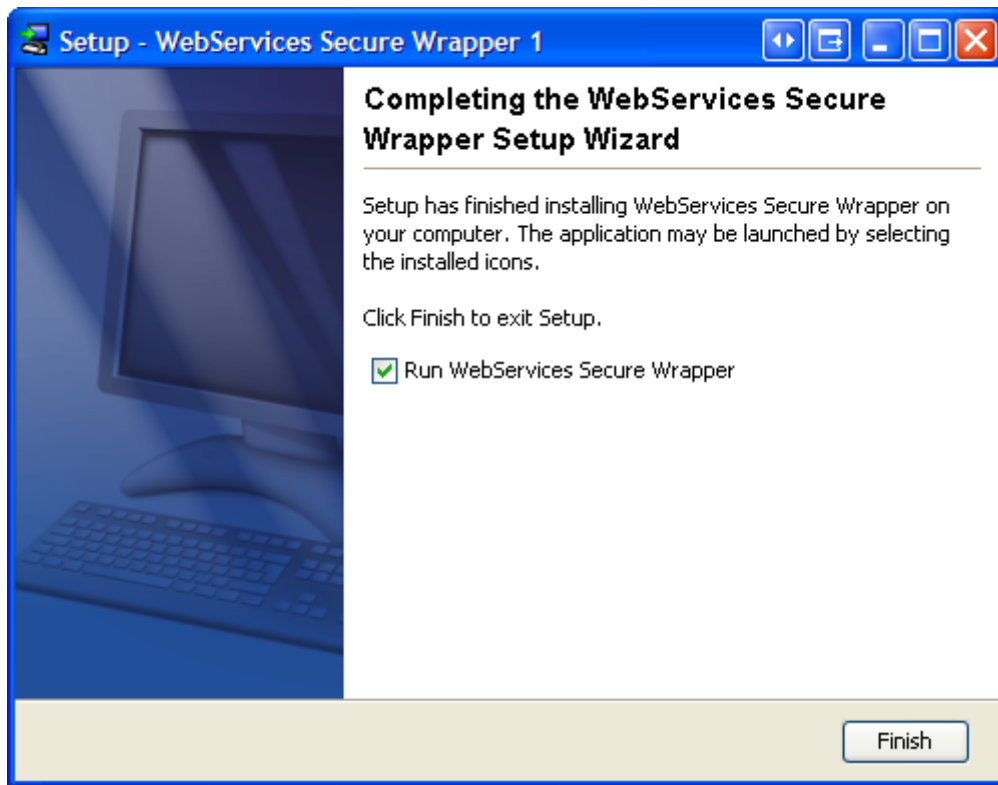 Setup - WebServices Secure Wrapper 1
Completing the WebServices Secure
Wrapper Setup Wizard
Setup has finished installing WebServices Secure Wrapper on
your computer. The application may be launched by selecting
the installed icons.
Click Finish to exit Setup.
Run WebServices Secure Wrapper
Finish